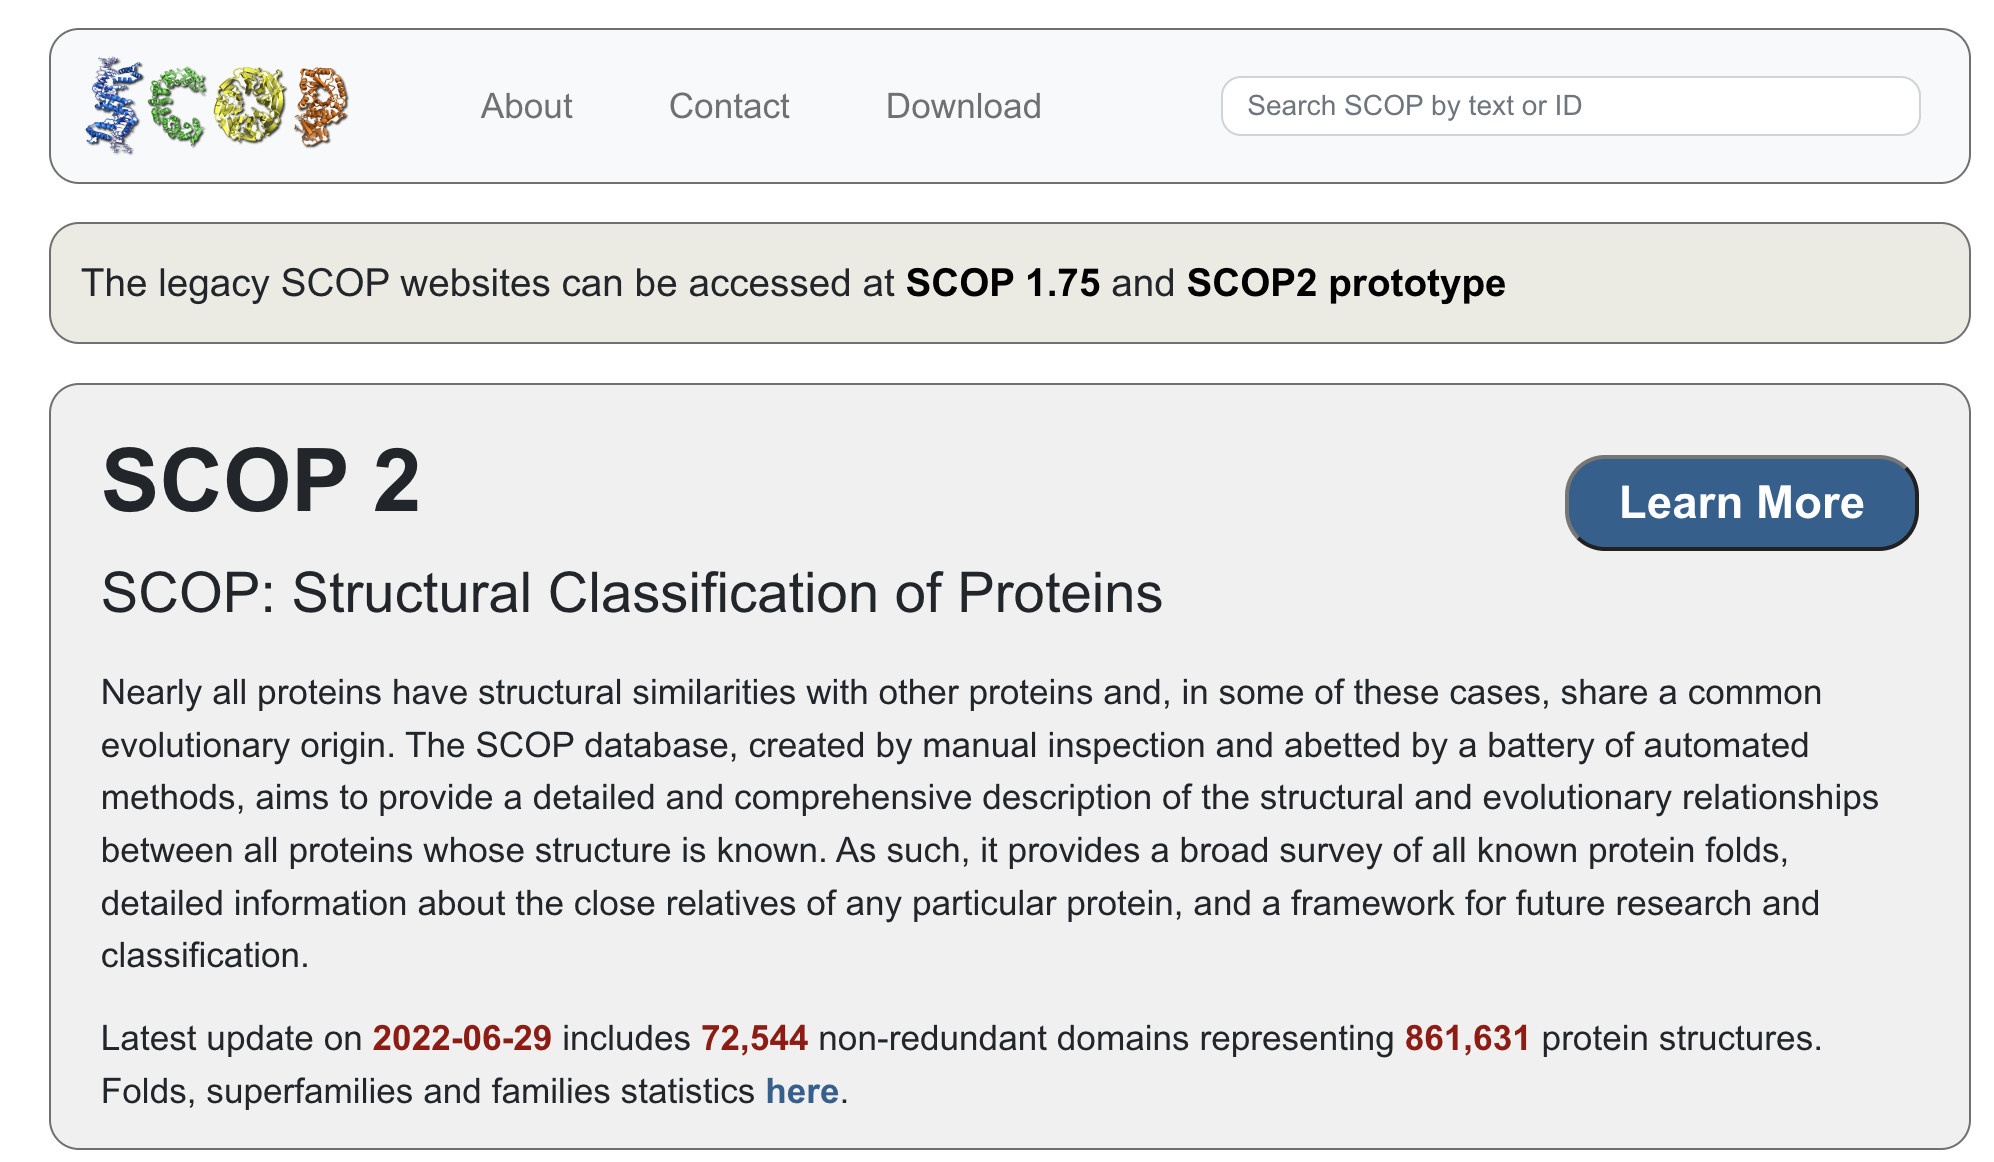 SCOP
About Contact Download
Search SCOP by text or ID
The legacy SCOP websites can be accessed at SCOP 1.75 and SCOP2 prototype
SCOP 2
Learn More
SCOP: Structural Classification of Proteins
Nearly all proteins have structural similarities with other proteins and, in some of these cases, share a common
evolutionary origin. The SCOP database, created by manual inspection and abetted by a battery of automated
methods, aims to provide a detailed and comprehensive description of the structural and evolutionary relationships
between all proteins whose structure is known. As such, it provides a broad survey of all known protein folds,
detailed information about the close relatives of any particular protein, and a framework for future research and
classification.
Latest update on 2022-06-29 includes 72,544 non-redundant domains representing 861,631 protein structures.
Folds, superfamilies and families statistics here.